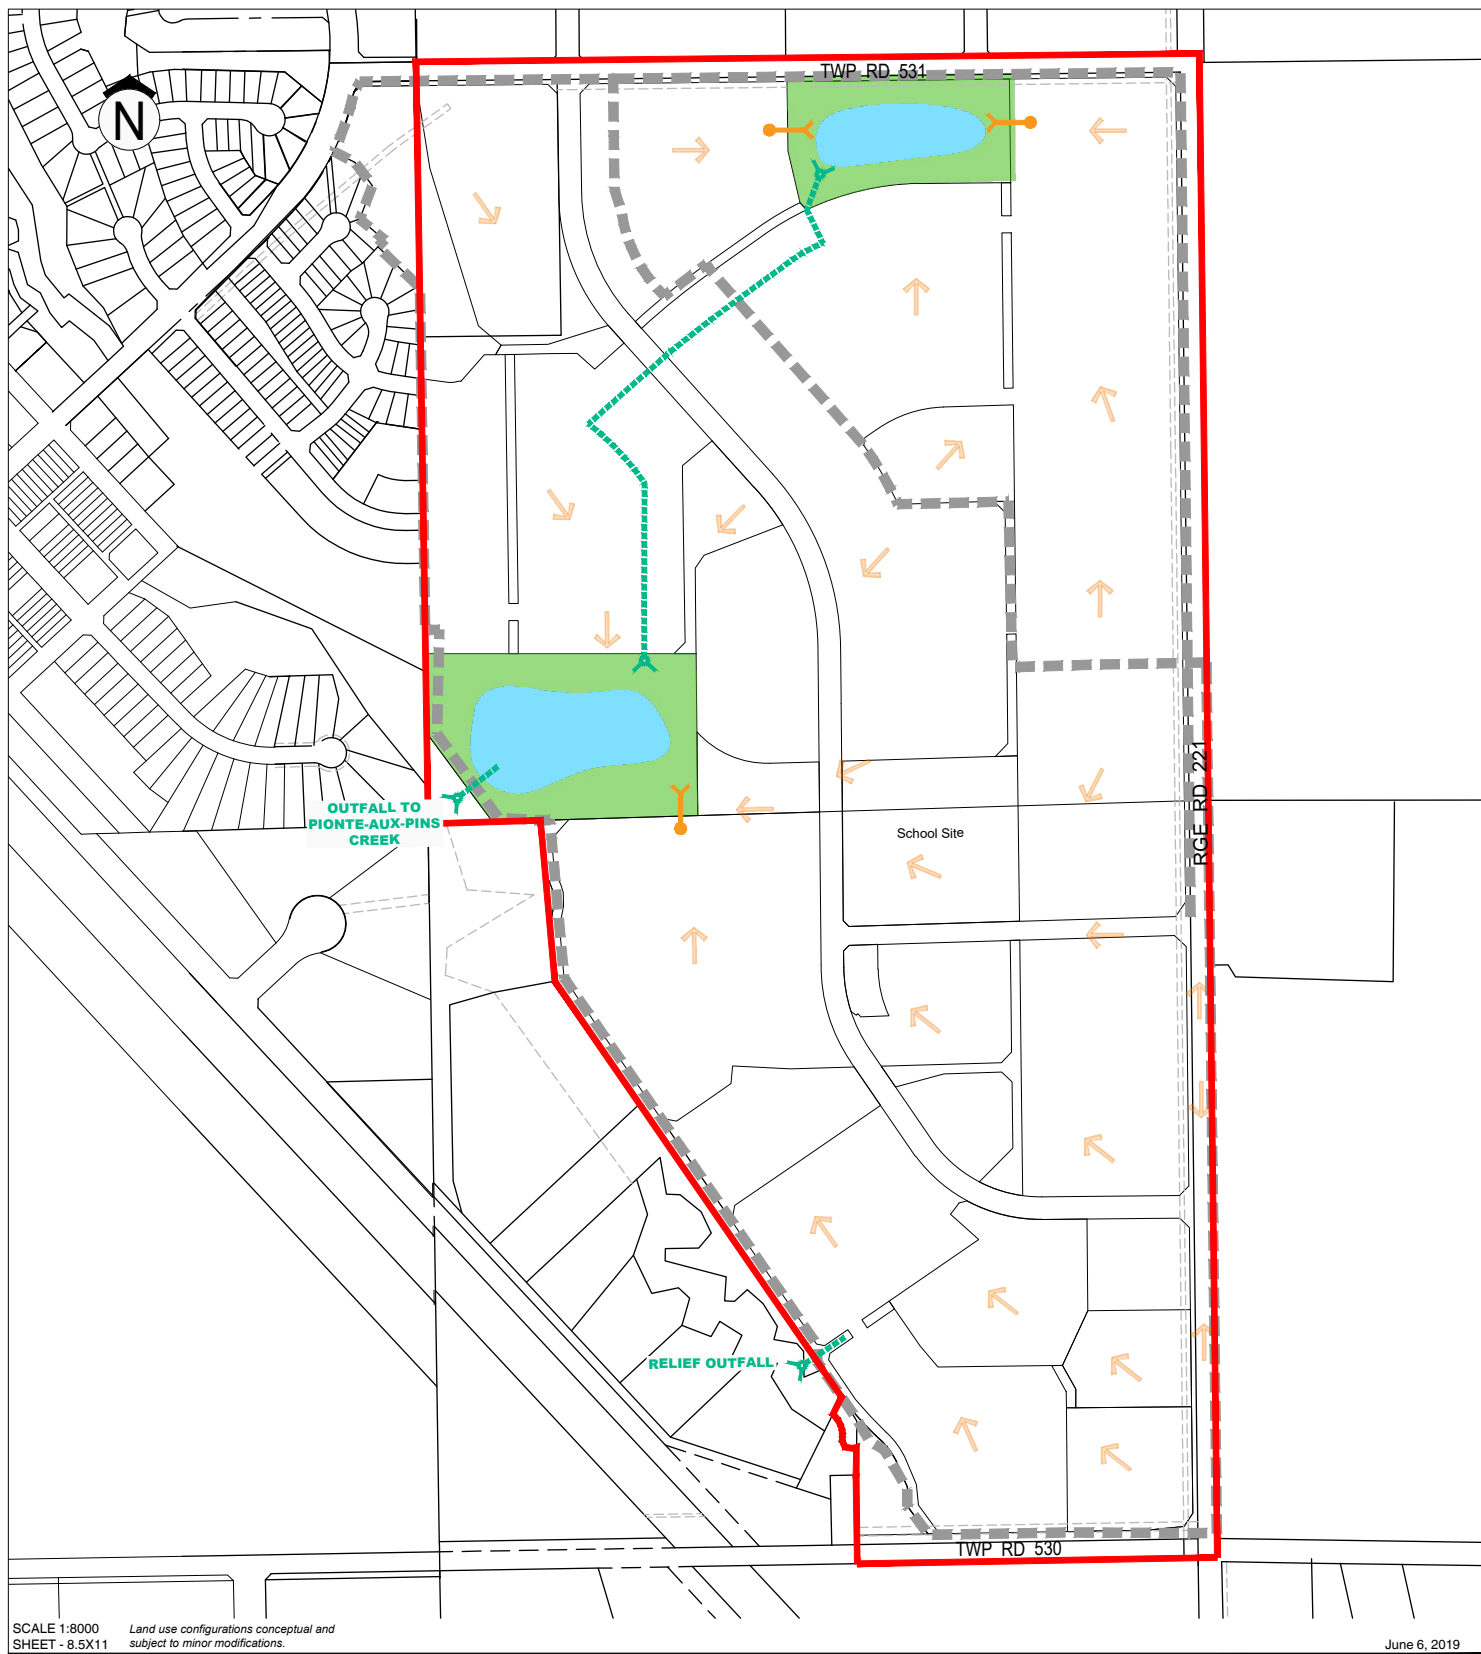 TWP RD 531
N
RGE RD 221
OUTFALL TO
PIONTE-AUX-PINS
CREEK
School Site
RELIEF OUTFALL
TWP RD 530
SCALE 1:8000
SHEET - 8.5X11
Land use configurations conceptual and
subject to minor modifications.
June 6, 2019